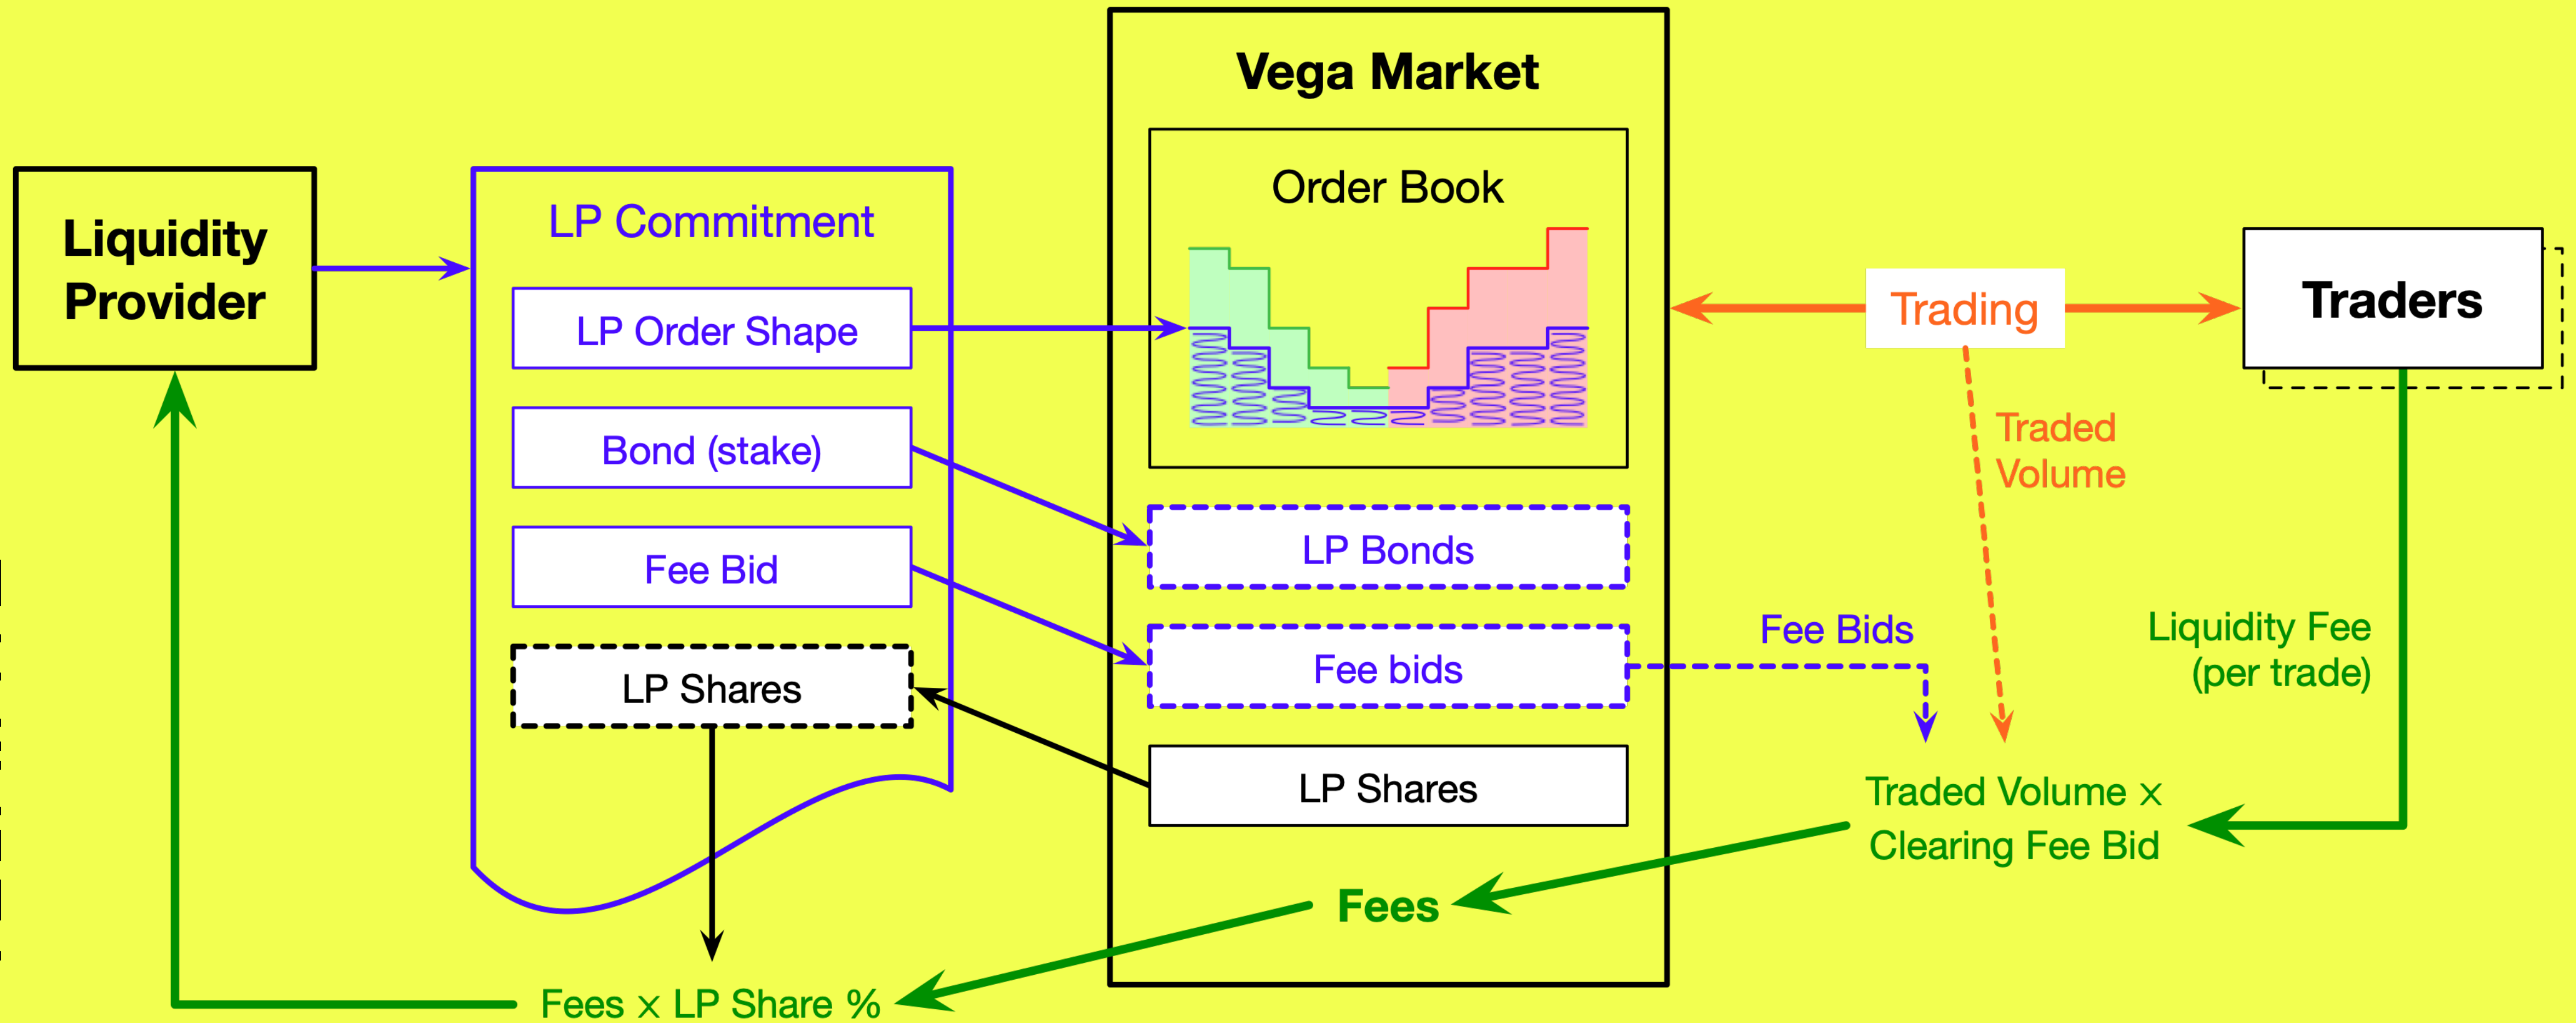 Vega Market
Order Book
Liquidity
Provider
LP Commitment
LP Order Shape
Bond (stake)
Fee Bid
LP Shares
LP Bonds
Fee bids
LP Shares
Fees
Fees x LP Share %
Trading
Traders
Traded
Volume
Fee Bids
Liquidity Fee
(per trade)
Traded Volume x
Clearing Fee Bid